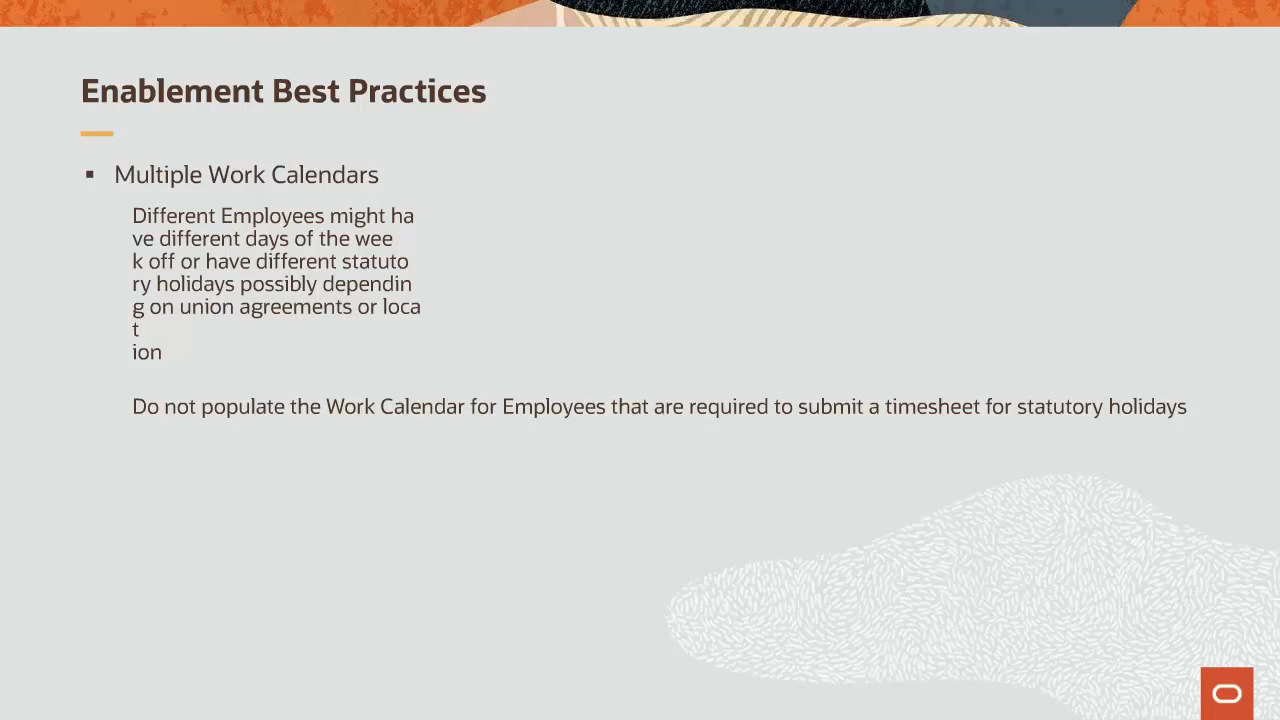 Enablement Best Practices
▪ Multiple Work Calendars
Different Employees might ha
ve different days of the wee
k off or have different statuto
ry holidays possibly dependin
g on union agreements or loca
t
ion
Do not populate the Work Calendar for Employees that are required to submit a timesheet for statutory holidays